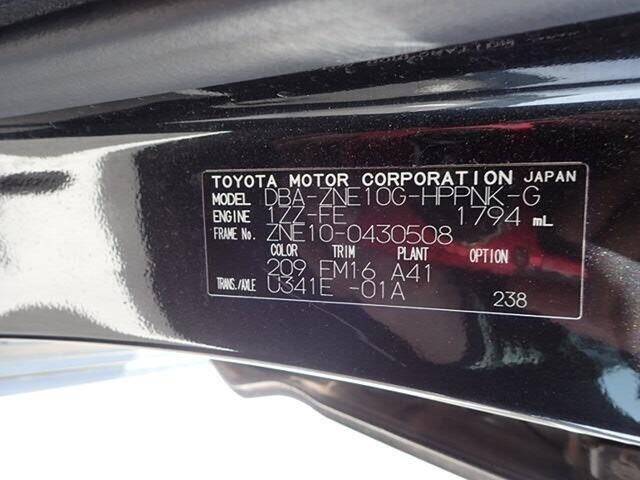 TOYOTA MOTOR CORPORATION JAPAN
MODEL DBA-ZNE10G-HPPNK-G
ENGINE 1ZZ-FE 1794 mL
FRAME No. ZNE10-0430508
COLOR TRIM PLANT OPTION
209 FM16 A41
TRANS./AXLE U341E -01A 238